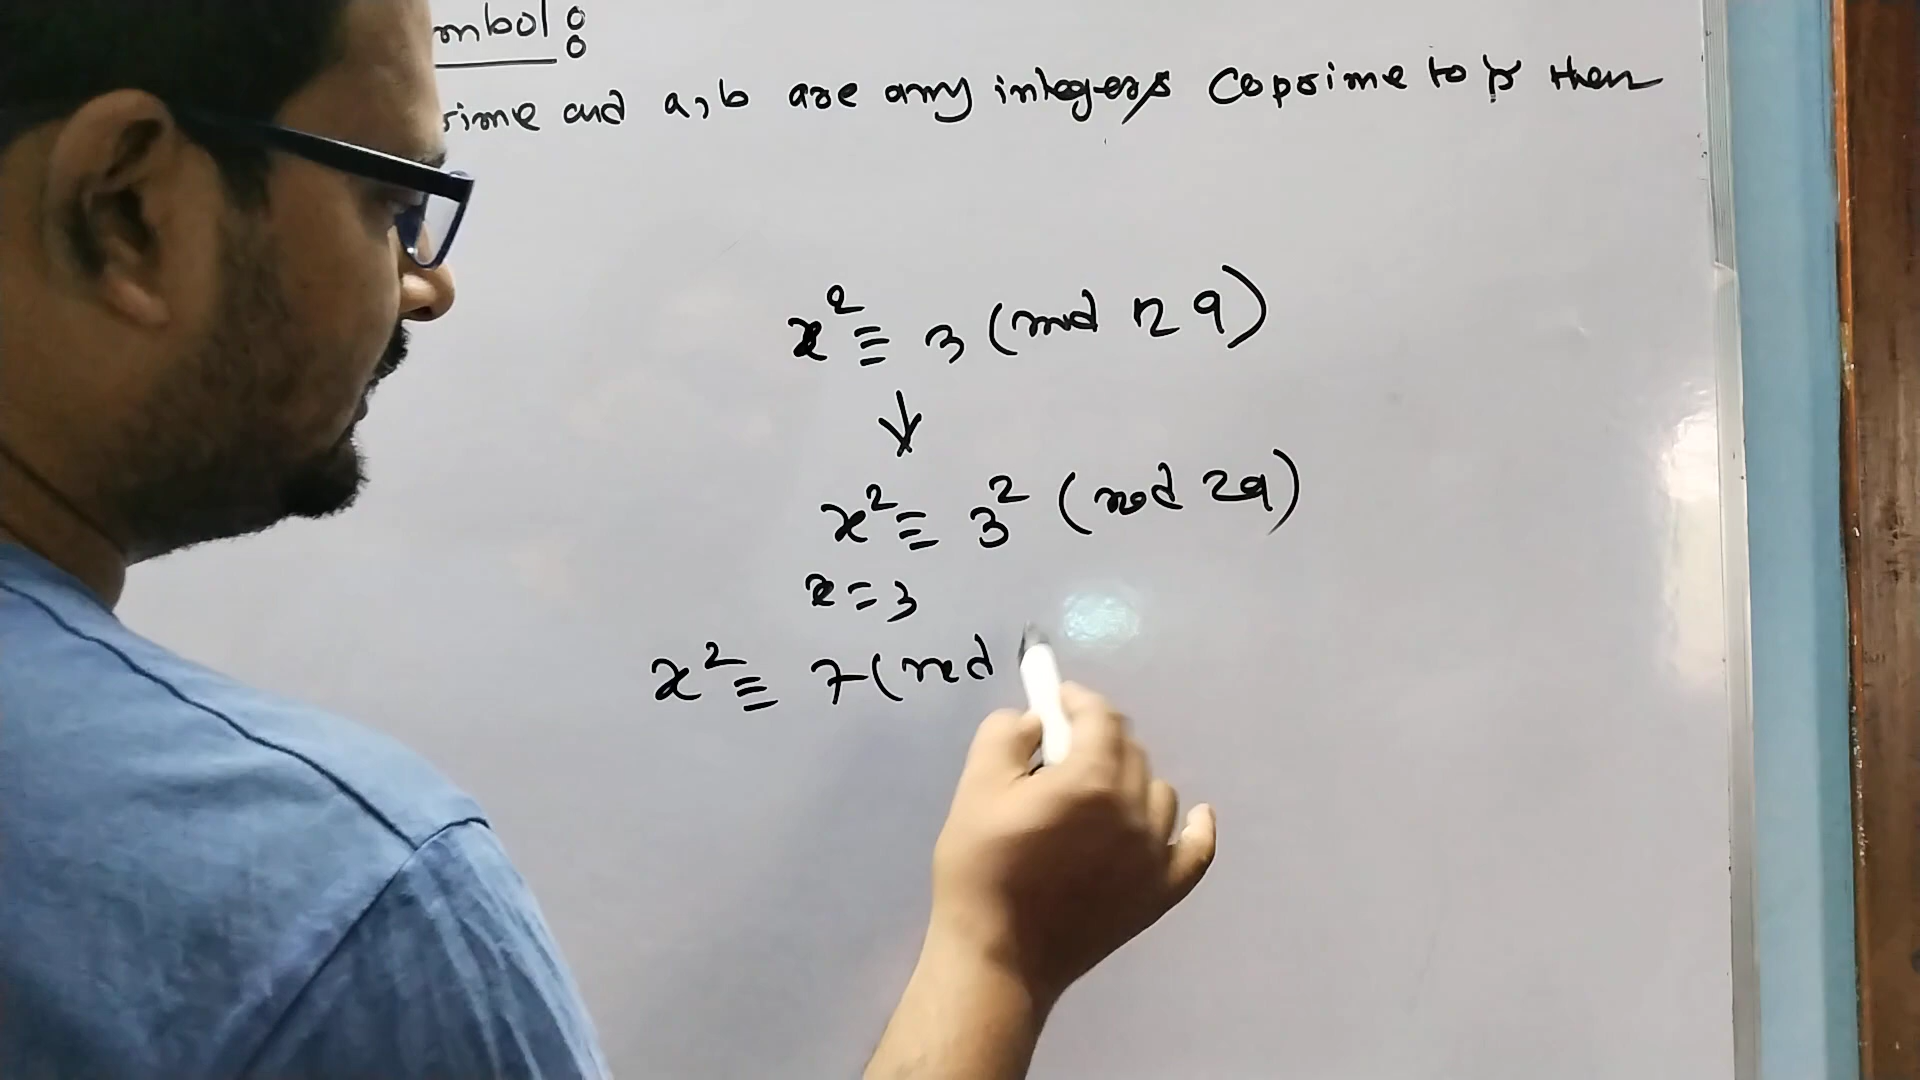 mbol :
rime and a, b are any integers coprime to p then
x² ≡ 3 (mod 29)
↓
x² ≡ 3² (mod 29)
x = 3
x² ≡ 7 (mod